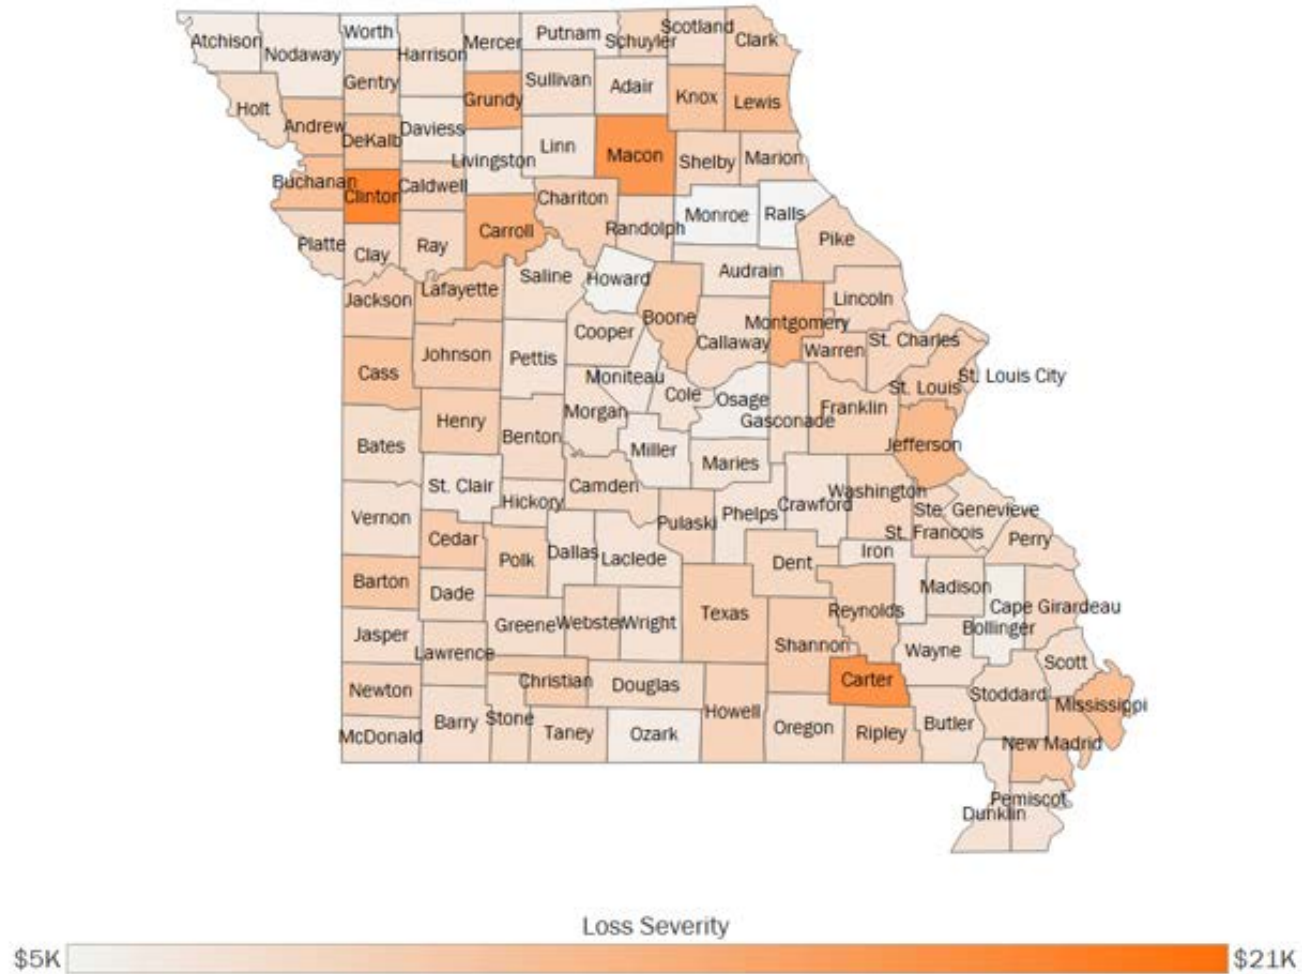 Atchison
Nodaway
Worth
Harrison
Mercer
Putnam
Schuyler
Scotland
Clark
Gentry
Grundy
Sullivan
Adair
Knox
Lewis
Holt
Andrew
DeKalb
Daviess
Livingston
Linn
Macon
Shelby
Marion
Buchanan
Clinton
Caldwell
Chariton
Randolph
Monroe
Ralls
Platte
Clay
Ray
Carroll
Saline
Howard
Audrain
Pike
Jackson
Lafayette
Boone
Callaway
Montgomery
Lincoln
Cass
Johnson
Pettis
Cooper
Moniteau
Cole
Osage
Gasconade
Warren
St. Charles
St. Louis
St. Louis City
Franklin
Jefferson
Bates
Henry
Benton
Morgan
Miller
Maries
Vernon
St. Clair
Hickory
Camden
Pulaski
Phelps
Crawford
Washington
Ste. Genevieve
St. Francois
Perry
Cedar
Polk
Dallas
Laclede
Dent
Iron
Madison
Cape Girardeau
Bollinger
Barton
Dade
Greene
Webster
Wright
Texas
Shannon
Reynolds
Wayne
Scott
Jasper
Lawrence
Christian
Douglas
Howell
Carter
Stoddard
Mississippi
Newton
McDonald
Barry
Stone
Taney
Ozark
Oregon
Ripley
Butler
New Madrid
Pemiscot
Dunklin
Loss Severity
$5K
$21K